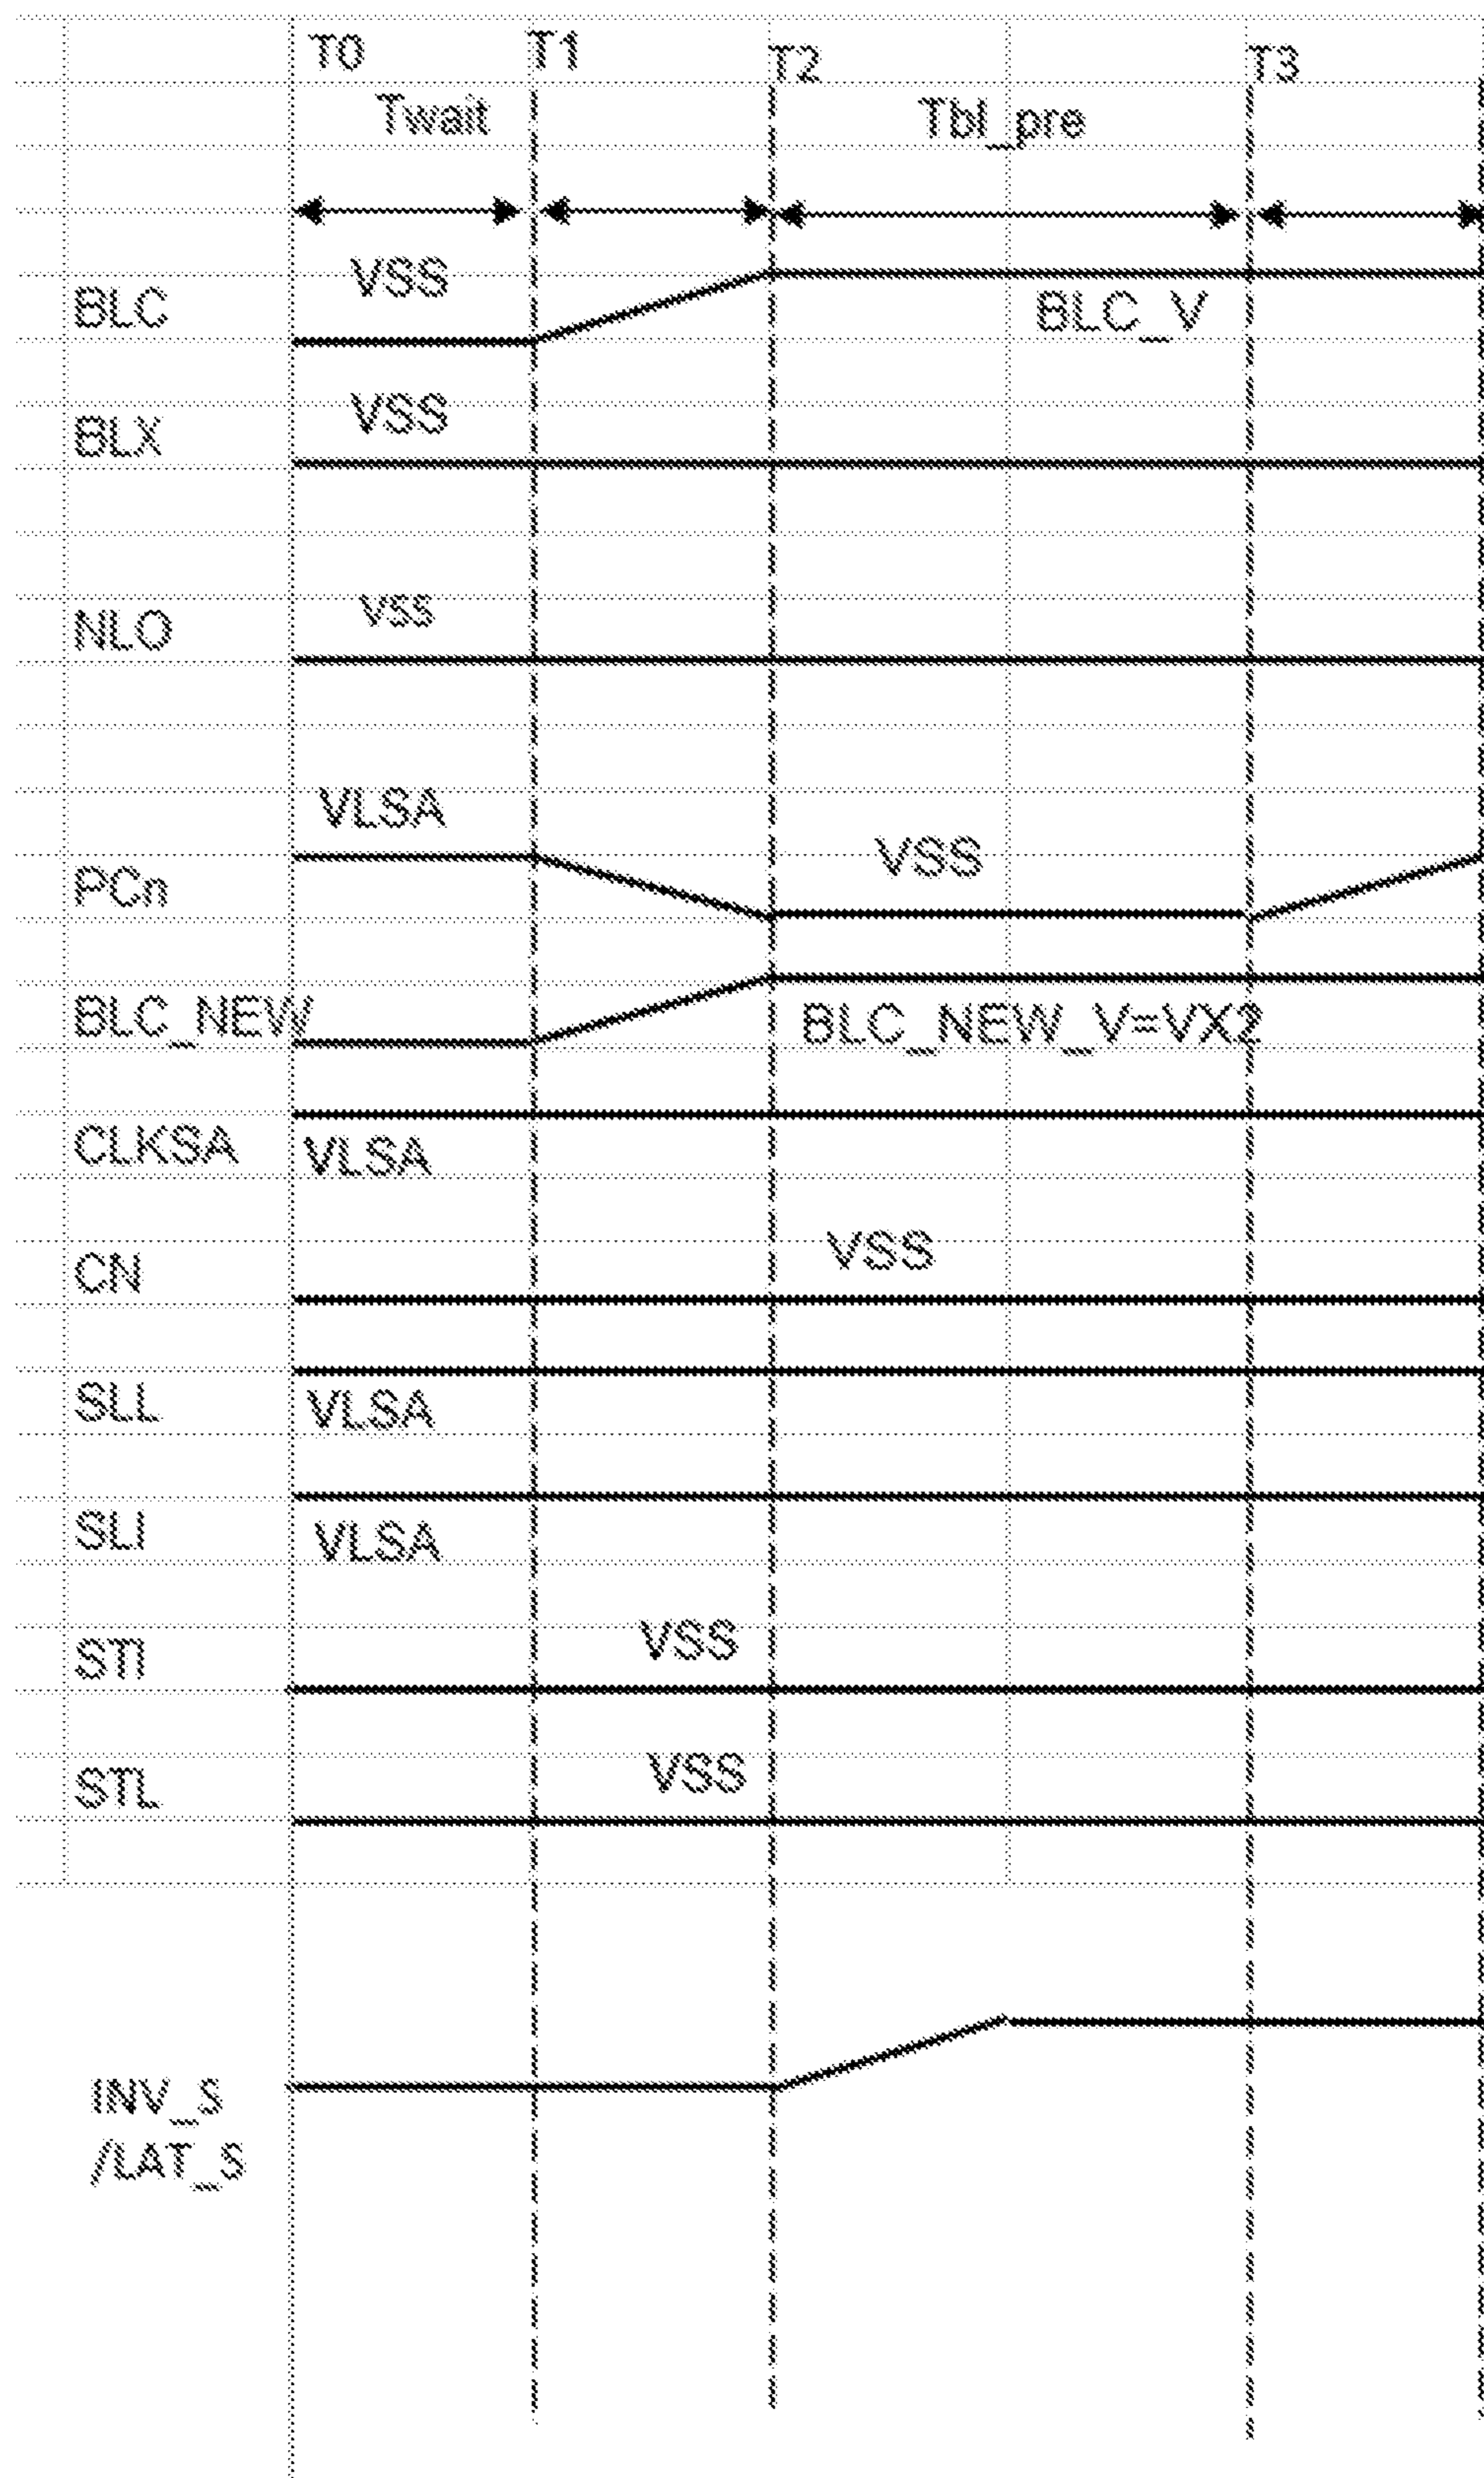 T0 T1 T2 T3
Twait Tbl_pre
VSS
BLC BLC_V
VSS
BLX
VSS
NLO
VLSA
VSS
PCn
BLC_NEW BLC_NEW_V=VX2
CLKSA VLSA
VSS
CN
SLL VLSA
SLI VLSA
VSS
STI
VSS
STL
INV_S
/LAT_S